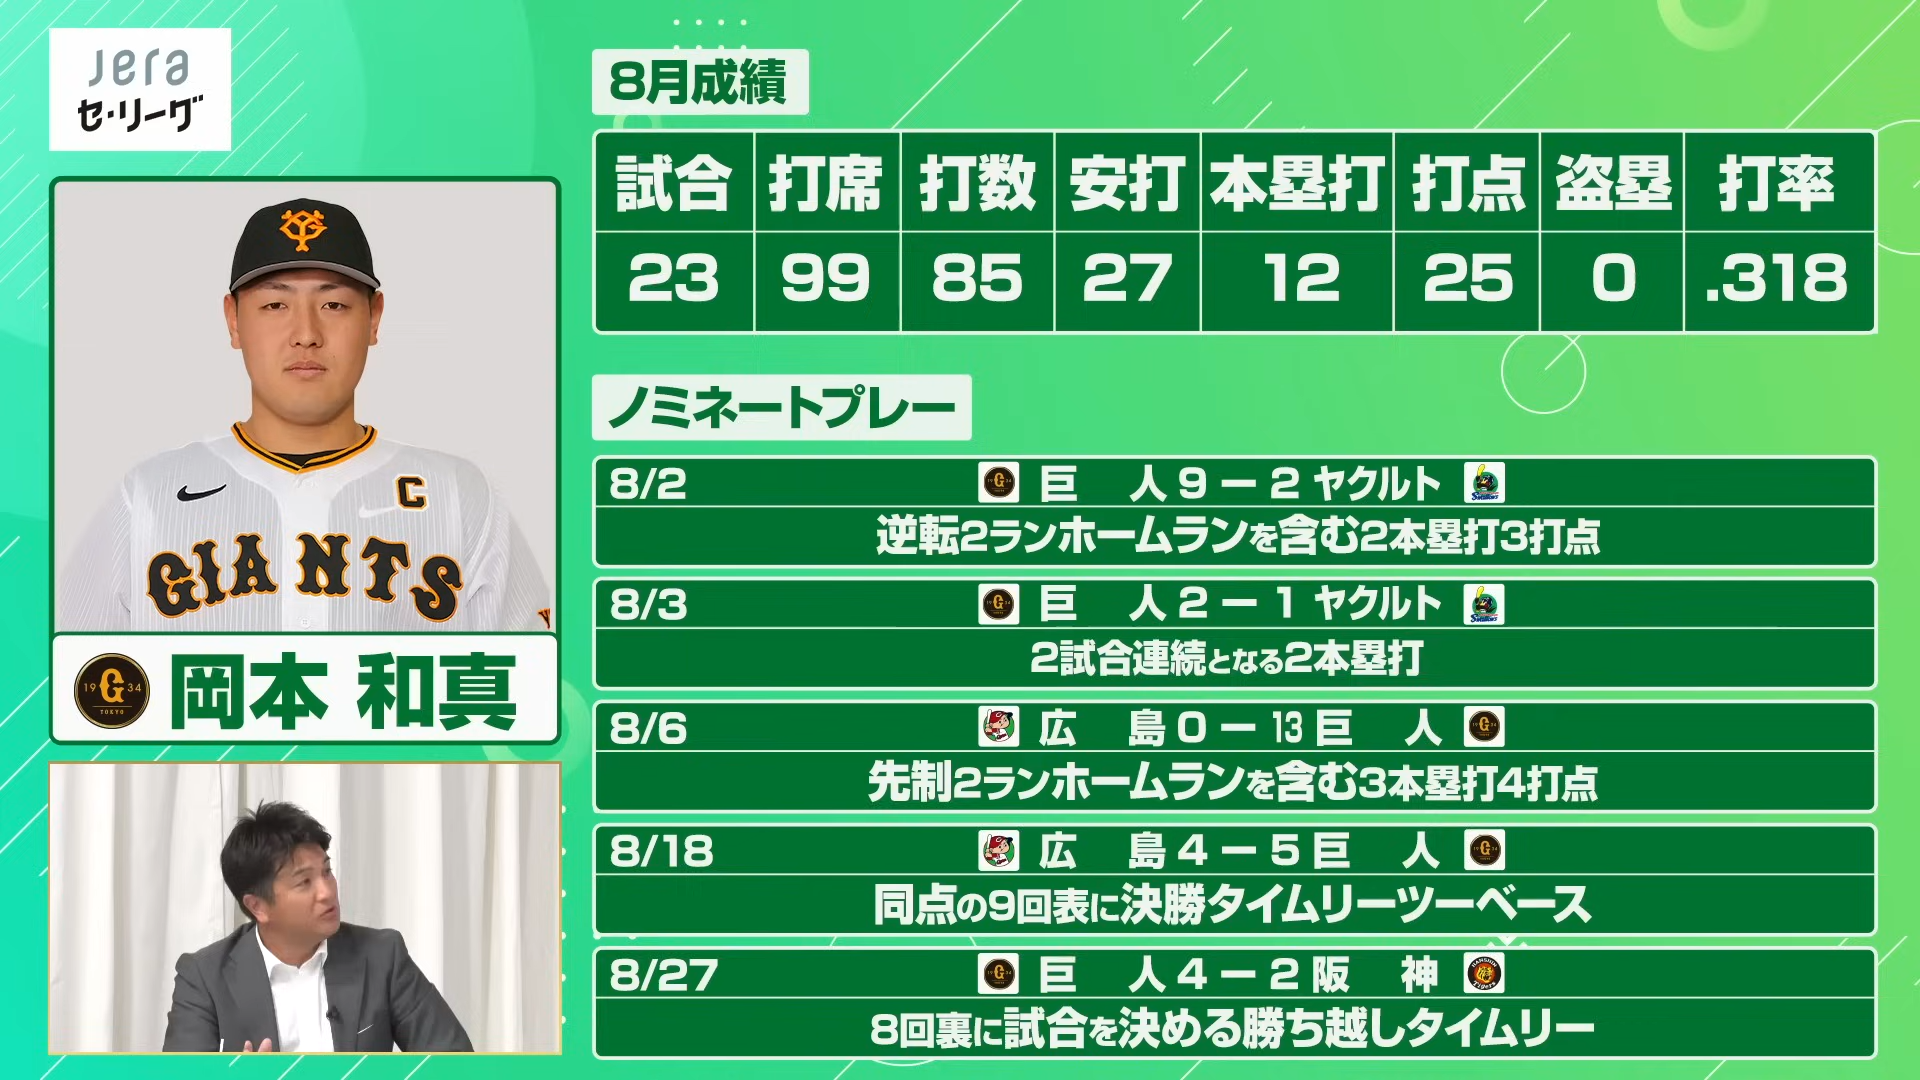 Jera
セ・リーグ
8月成績
試合 打席 打数 安打 本塁打 打点 盗塁 打率
23 99 85 27 12 25 0 .318
ノミネートプレー
8/2 巨人 9 ー 2 ヤクルト
逆転2ランホームランを含む2本塁打3打点
8/3 巨人 2 ー 1 ヤクルト
2試合連続となる2本塁打
8/6 広島 0 ー 13 巨人
先制2ランホームランを含む3本塁打4打点
8/18 広島 4 ー 5 巨人
同点の9回表に決勝タイムリーツーベース
8/27 巨人 4 ー 2 阪神
8回裏に試合を決める勝ち越しタイムリー
YG
C
GIANTS
19 G 34
TOKYO
岡本 和真